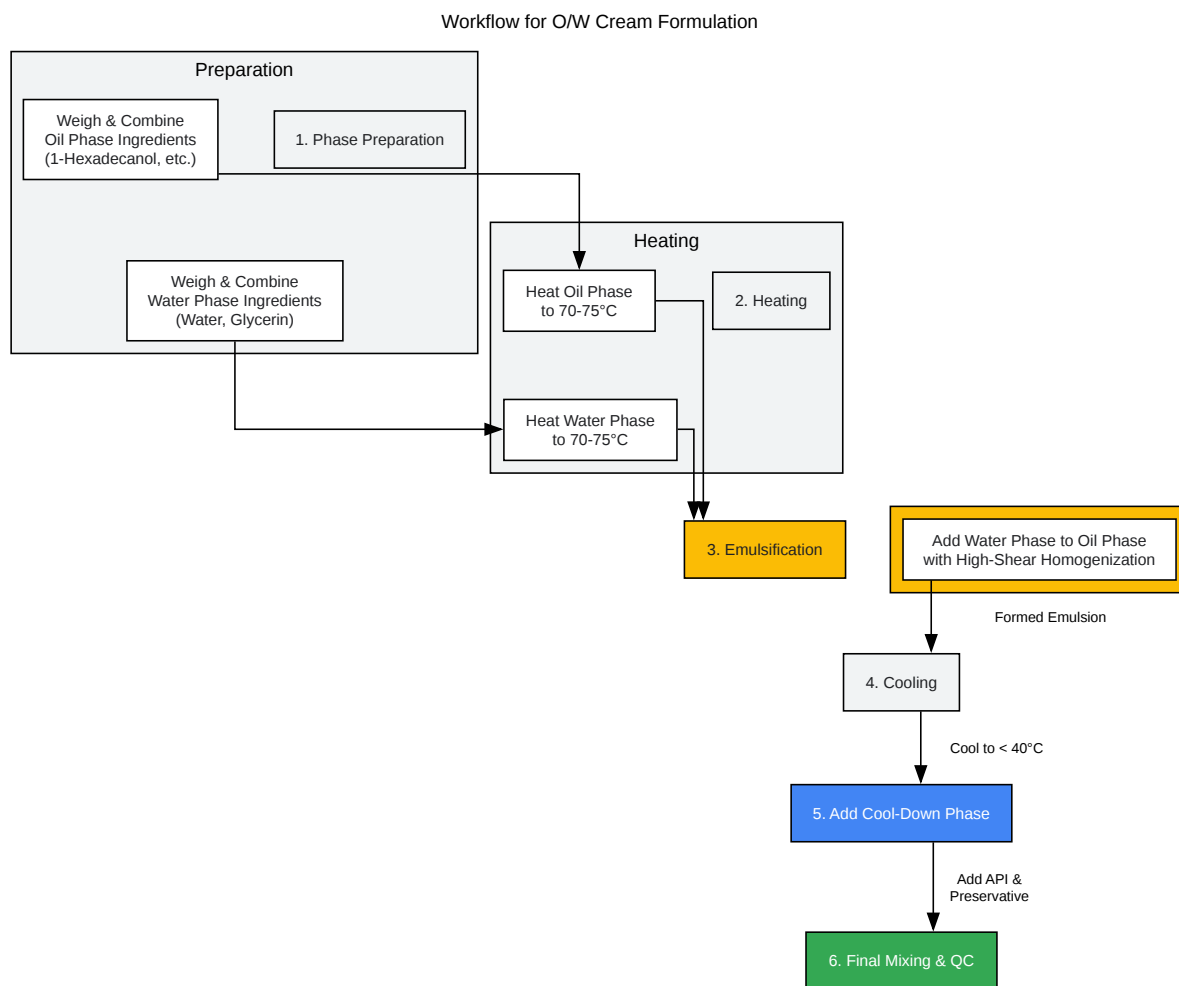 Workflow for O/W Cream Formulation
Preparation
Weigh & Combine
Oil Phase Ingredients
(1-Hexadecanol, etc.)
1. Phase Preparation
Weigh & Combine
Water Phase Ingredients
(Water, Glycerin)
Heating
Heat Oil Phase
to 70-75°C
2. Heating
Heat Water Phase
to 70-75°C
3. Emulsification
Add Water Phase to Oil Phase
with High-Shear Homogenization
Formed Emulsion
4. Cooling
Cool to < 40°C
5. Add Cool-Down Phase
Add API &
Preservative
6. Final Mixing & QC